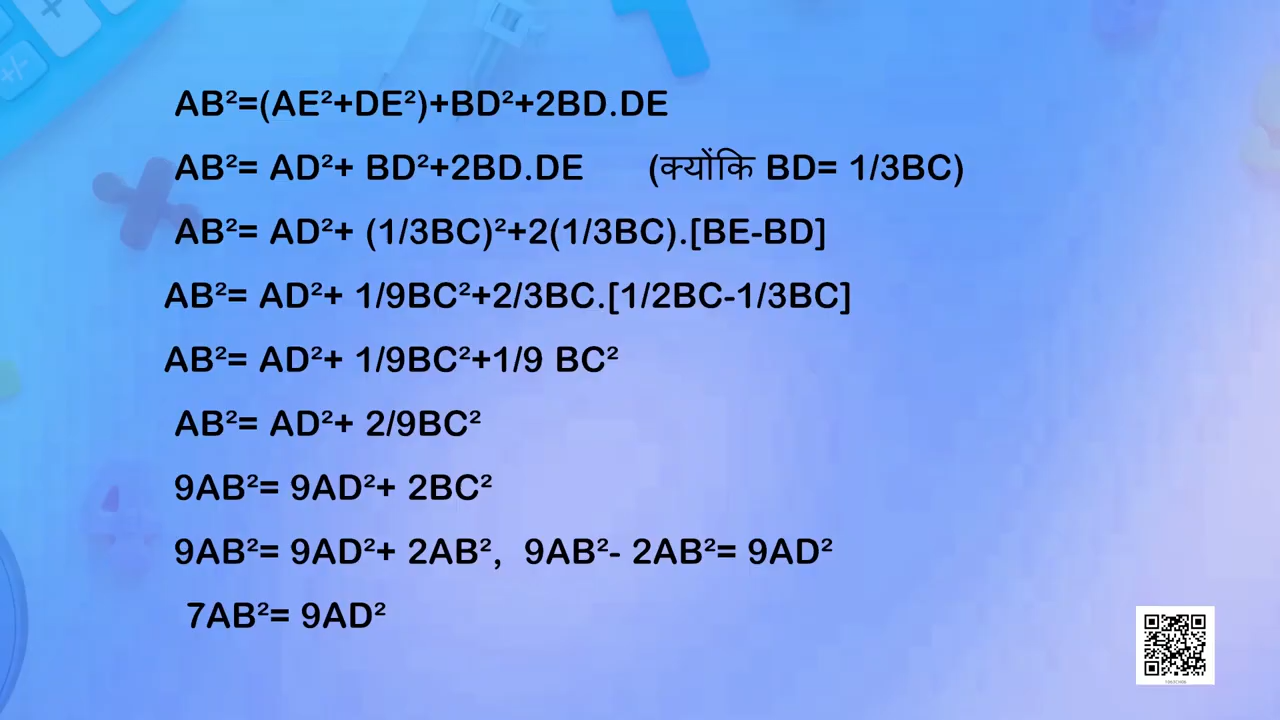 AB²=(AE²+DE²)+BD²+2BD.DE
AB²= AD²+ BD²+2BD.DE (क्योंकि BD= 1/3BC)
AB²= AD²+ (1/3BC)²+2(1/3BC).[BE-BD]
AB²= AD²+ 1/9BC²+2/3BC.[1/2BC-1/3BC]
AB²= AD²+ 1/9BC²+1/9 BC²
AB²= AD²+ 2/9BC²
9AB²= 9AD²+ 2BC²
9AB²= 9AD²+ 2AB², 9AB²- 2AB²= 9AD²
7AB²= 9AD²